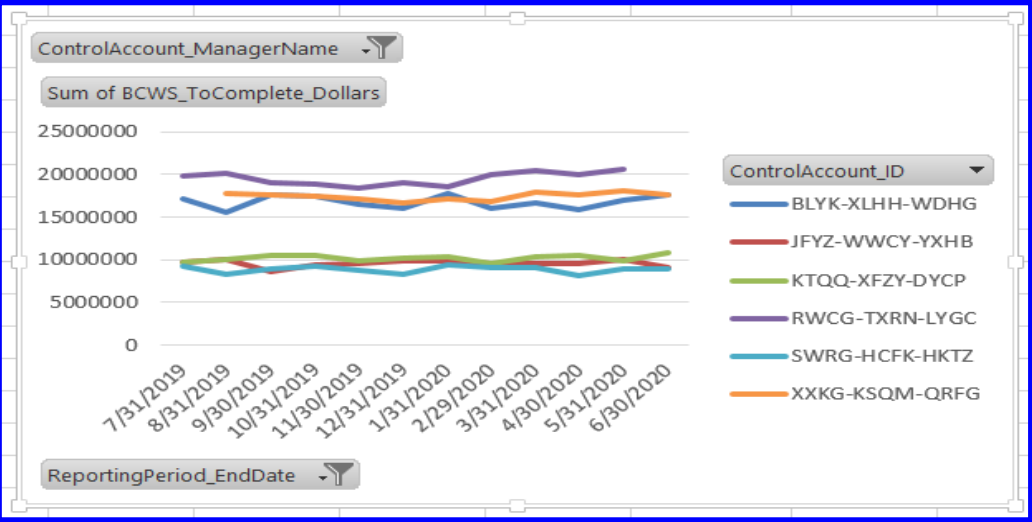 ControlAccount_ManagerName
Sum of BCWS_ToComplete_Dollars
25000000
20000000
15000000
10000000
5000000
0
7/31/2019
8/31/2019
9/30/2019
10/31/2019
11/30/2019
12/31/2019
1/31/2020
2/29/2020
3/31/2020
4/30/2020
5/31/2020
6/30/2020
ControlAccount_ID
BLYK-XLHH-WDHG
JFYZ-WWCY-YXHB
KTQQ-XFZY-DYCP
RWCG-TXRN-LYGC
SWRG-HCFK-HKTZ
XXKG-KSQM-QRFG
ReportingPeriod_EndDate